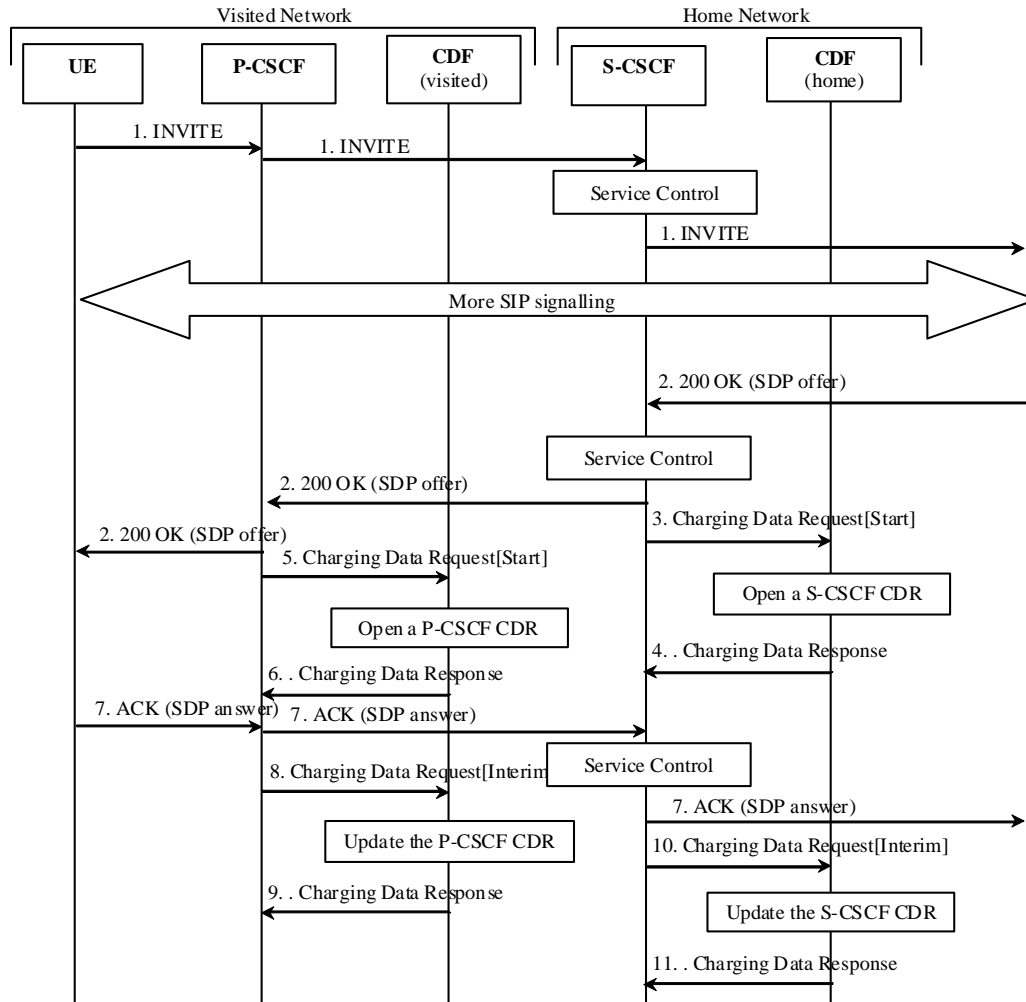 Visited Network
Home Network
UE
P-CSCF
CDF
(visited)
S-CSCF
CDF
(home)
1. INVITE
1. INVITE
Service Control
1. INVITE
More SIP signalling
2. 200 OK (SDP offer)
Service Control
2. 200 OK (SDP offer)
3. Charging Data Request[Start]
2. 200 OK (SDP offer)
5. Charging Data Request[Start]
Open a S-CSCF CDR
Open a P-CSCF CDR
4. . Charging Data Response
6. . Charging Data Response
7. ACK (SDP answer)
7. ACK (SDP answer)
Service Control
8. Charging Data Request[Interim
7. ACK (SDP answer)
Update the P-CSCF CDR
10. Charging Data Request[Interim]
9. . Charging Data Response
Update the S-CSCF CDR
11. . Charging Data Response